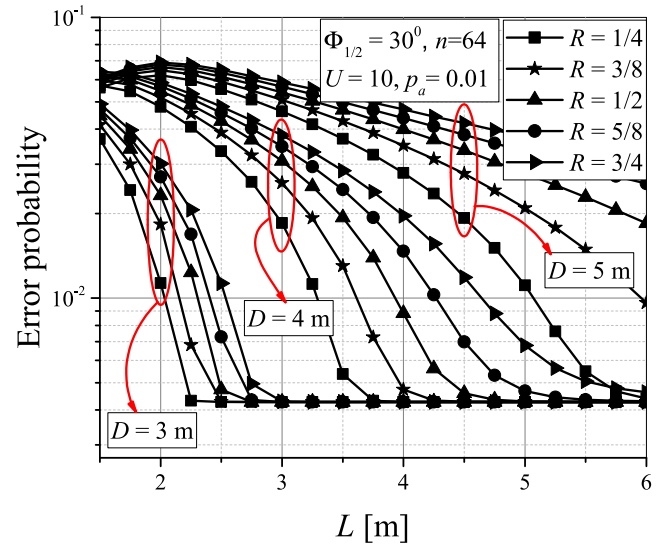 10⁻¹
Φ₁/₂ = 30⁰, n=64
U = 10, pₐ = 0.01
R = 1/4
R = 3/8
R = 1/2
R = 5/8
R = 3/4
Error probability
D = 5 m
10⁻²
D = 4 m
D = 3 m
2 3 4 5 6
L [m]